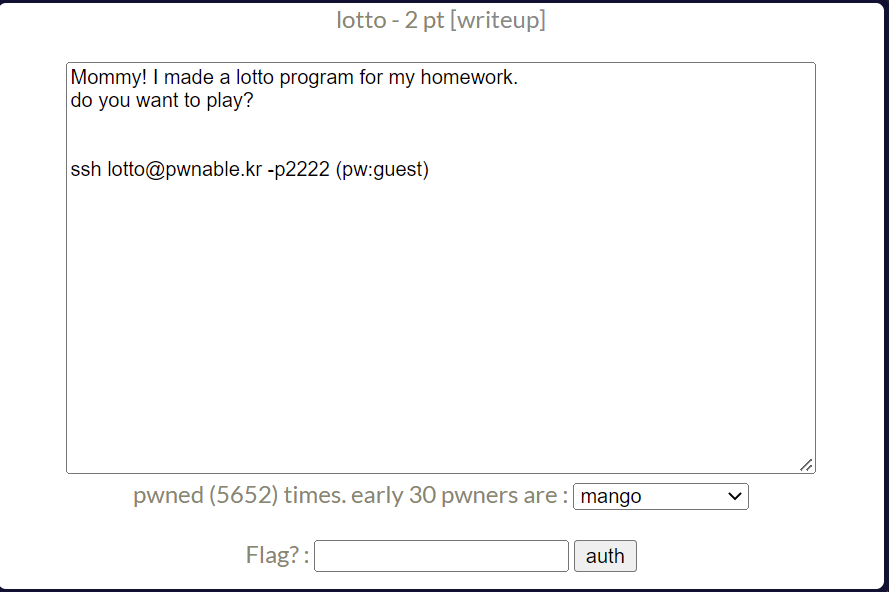 lotto - 2 pt [writeup]
Mommy! I made a lotto program for my homework.
do you want to play?
ssh lotto@pwnable.kr -p2222 (pw:guest)
pwned (5652) times. early 30 pwners are : mango
Flag? : auth